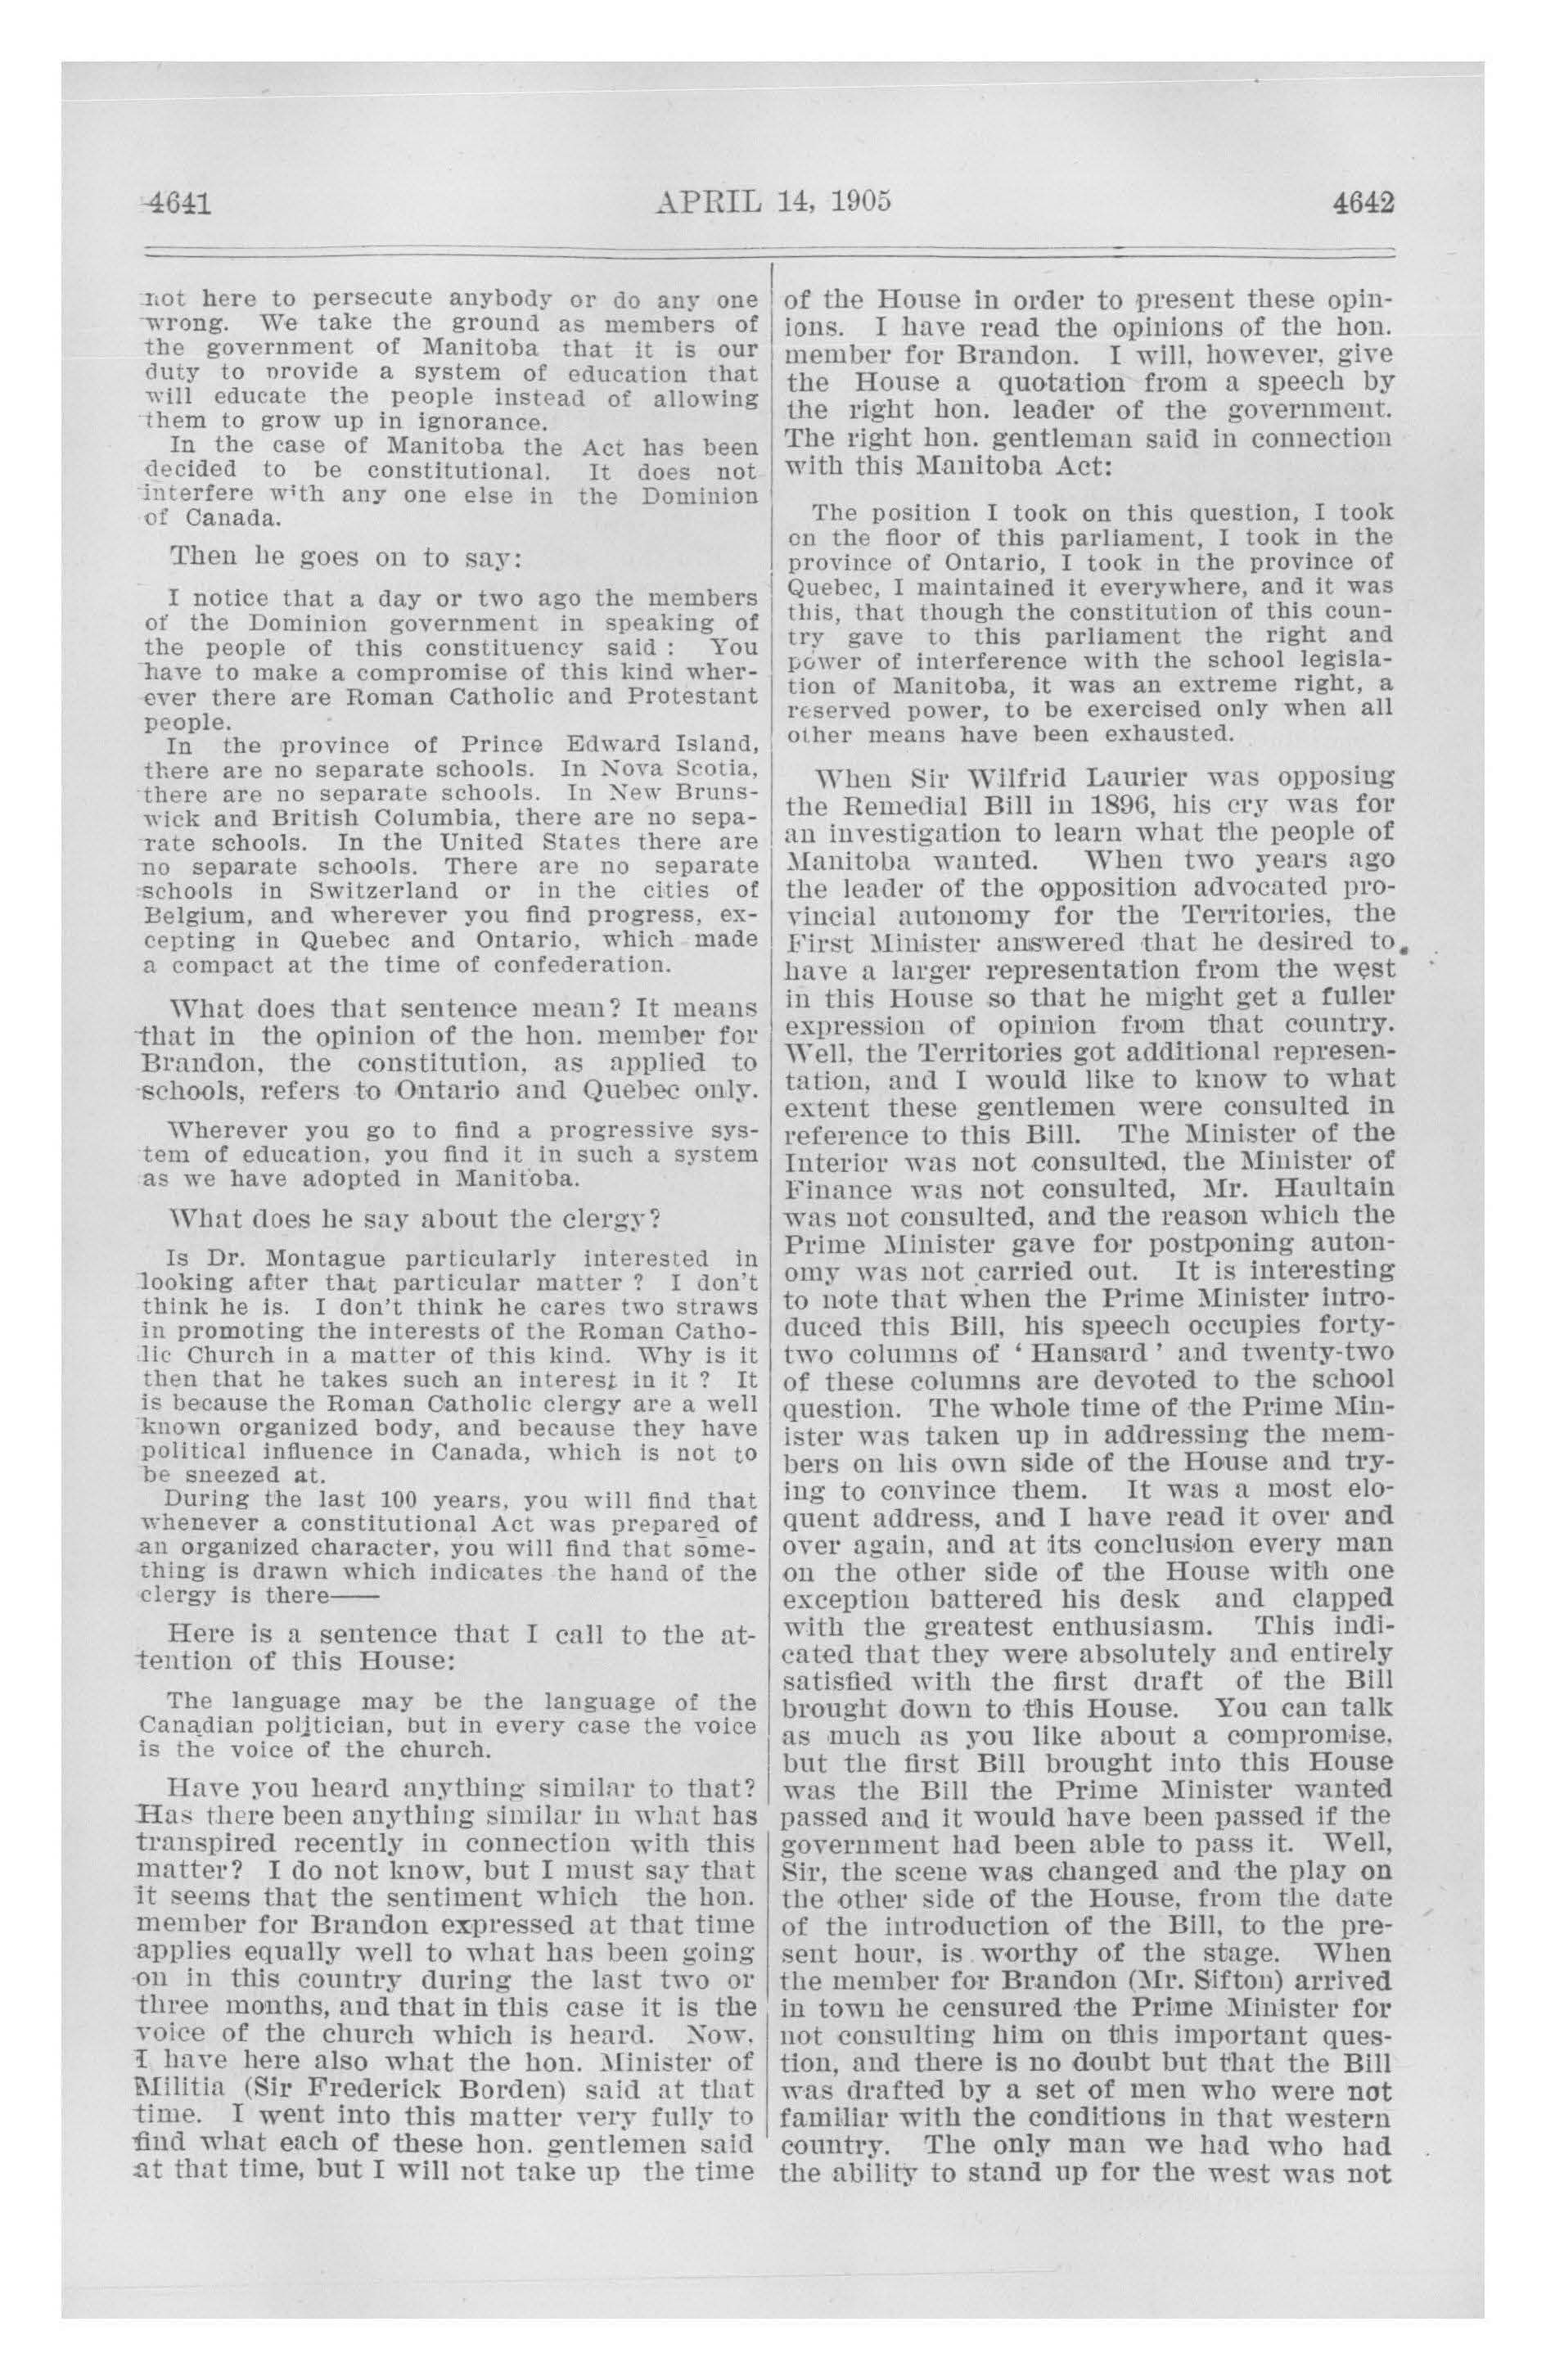 4641
APRIL 14, 1905
4642
not here to persecute anybody or do any one
wrong. We take the ground as members of
the government of Manitoba that it is our
duty to provide a system of education that
will educate the people instead of allowing
them to grow up in ignorance.
In the case of Manitoba the Act has been
decided to be constitutional. It does not
interfere with any one else in the Dominion
of Canada.
Then he goes on to say:
I notice that a day or two ago the members
of the Dominion government in speaking of
the people of this constituency said : You
have to make a compromise of this kind wher-
ever there are Roman Catholic and Protestant
people.
In the province of Prince Edward Island,
there are no separate schools. In Nova Scotia,
there are no separate schools. In New Bruns-
wick and British Columbia, there are no sepa-
rate schools. In the United States there are
no separate schools. There are no separate
schools in Switzerland or in the cities of
Belgium, and wherever you find progress, ex-
cepting in Quebec and Ontario, which made
a compact at the time of confederation.
What does that sentence mean? It means
that in the opinion of the hon. member for
Brandon, the constitution, as applied to
schools, refers to Ontario and Quebec only.
Wherever you go to find a progressive sys-
tem of education, you find it in such a system
as we have adopted in Manitoba.
What does he say about the clergy?
Is Dr. Montague particularly interested in
looking after that particular matter ? I don't
think he is. I don't think he cares two straws
in promoting the interests of the Roman Catho-
lic Church in a matter of this kind. Why is it
then that he takes such an interest in it ? It
is because the Roman Catholic clergy are a well
known organized body, and because they have
political influence in Canada, which is not to
be sneezed at.
During the last 100 years, you will find that
whenever a constitutional Act was prepared of
an organized character, you will find that some-
thing is drawn which indicates the hand of the
clergy is there——
Here is a sentence that I call to the at-
tention of this House:
The language may be the language of the
Canadian politician, but in every case the voice
is the voice of the church.
Have you heard anything similar to that?
Has there been anything similar in what has
transpired recently in connection with this
matter? I do not know, but I must say that
it seems that the sentiment which the hon.
member for Brandon expressed at that time
applies equally well to what has been going
on in this country during the last two or
three months, and that in this case it is the
voice of the church which is heard. Now,
I have here also what the hon. Minister of
Militia (Sir Frederick Borden) said at that
time. I went into this matter very fully to
find what each of these hon. gentlemen said
at that time, but I will not take up the time
of the House in order to present these opin-
ions. I have read the opinions of the hon.
member for Brandon. I will, however, give
the House a quotation from a speech by
the right hon. leader of the government.
The right hon. gentleman said in connection
with this Manitoba Act:
The position I took on this question, I took
on the floor of this parliament, I took in the
province of Ontario, I took in the province of
Quebec, I maintained it everywhere, and it was
this, that though the constitution of this coun-
try gave to this parliament the right and
power of interference with the school legisla-
tion of Manitoba, it was an extreme right, a
reserved power, to be exercised only when all
other means have been exhausted.
When Sir Wilfrid Laurier was opposing
the Remedial Bill in 1896, his cry was for
an investigation to learn what the people of
Manitoba wanted. When two years ago
the leader of the opposition advocated pro-
vincial autonomy for the Territories, the
First Minister answered that he desired to
have a larger representation from the west
in this House so that he might get a fuller
expression of opinion from that country.
Well, the Territories got additional represen-
tation, and I would like to know to what
extent these gentlemen were consulted in
reference to this Bill. The Minister of the
Interior was not consulted, the Minister of
Finance was not consulted, Mr. Haultain
was not consulted, and the reason which the
Prime Minister gave for postponing auton-
omy was not carried out. It is interesting
to note that when the Prime Minister intro-
duced this Bill, his speech occupies forty-
two columns of ' Hansard ' and twenty-two
of these columns are devoted to the school
question. The whole time of the Prime Min-
ister was taken up in addressing the mem-
bers on his own side of the House and try-
ing to convince them. It was a most elo-
quent address, and I have read it over and
over again, and at its conclusion every man
on the other side of the House with one
exception battered his desk and clapped
with the greatest enthusiasm. This indi-
cated that they were absolutely and entirely
satisfied with the first draft of the Bill
brought down to this House. You can talk
as much as you like about a compromise,
but the first Bill brought into this House
was the Bill the Prime Minister wanted
passed and it would have been passed if the
government had been able to pass it. Well,
Sir, the scene was changed and the play on
the other side of the House, from the date
of the introduction of the Bill, to the pre-
sent hour, is worthy of the stage. When
the member for Brandon (Mr. Sifton) arrived
in town he censured the Prime Minister for
not consulting him on this important ques-
tion, and there is no doubt but that the Bill
was drafted by a set of men who were not
familiar with the conditions in that western
country. The only man we had who had
the ability to stand up for the west was not